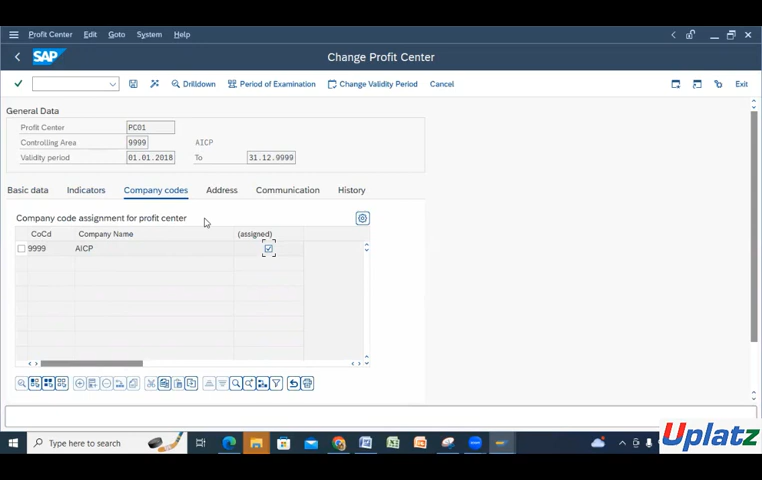 Profit Center Edit Goto System Help
SAP
Change Profit Center
Drilldown Period of Examination Change Validity Period Cancel Exit
General Data
Profit Center PC01
Controlling Area 9999 AICP
Validity period 01.01.2018 To 31.12.9999
Basic data Indicators Company codes Address Communication History
Company code assignment for profit center
CoCd Company Name (assigned)
9999 AICP
Type here to search
Uplatz